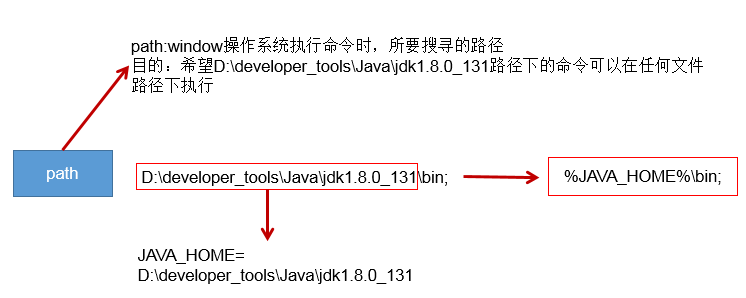 path:window操作系统执行命令时，所要搜寻的路径
目的：希望D:\developer_tools\Java\jdk1.8.0_131路径下的命令可以在任何文件
路径下执行
path
D:\developer_tools\Java\jdk1.8.0_131\bin;
%JAVA_HOME%\bin;
JAVA_HOME=
D:\developer_tools\Java\jdk1.8.0_131